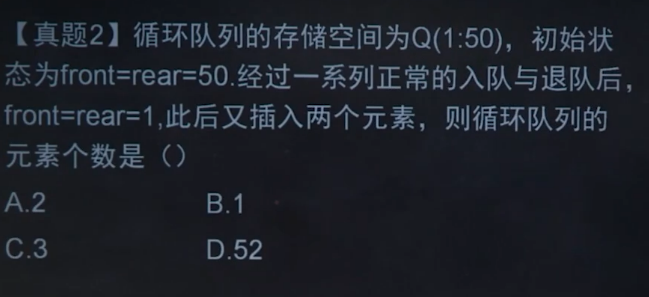 【真题2】循环队列的存储空间为Q(1:50)，初始状
态为front=rear=50.经过一系列正常的入队与退队后，
front=rear=1,此后又插入两个元素，则循环队列的
元素个数是（）
A.2 B.1
C.3 D.52